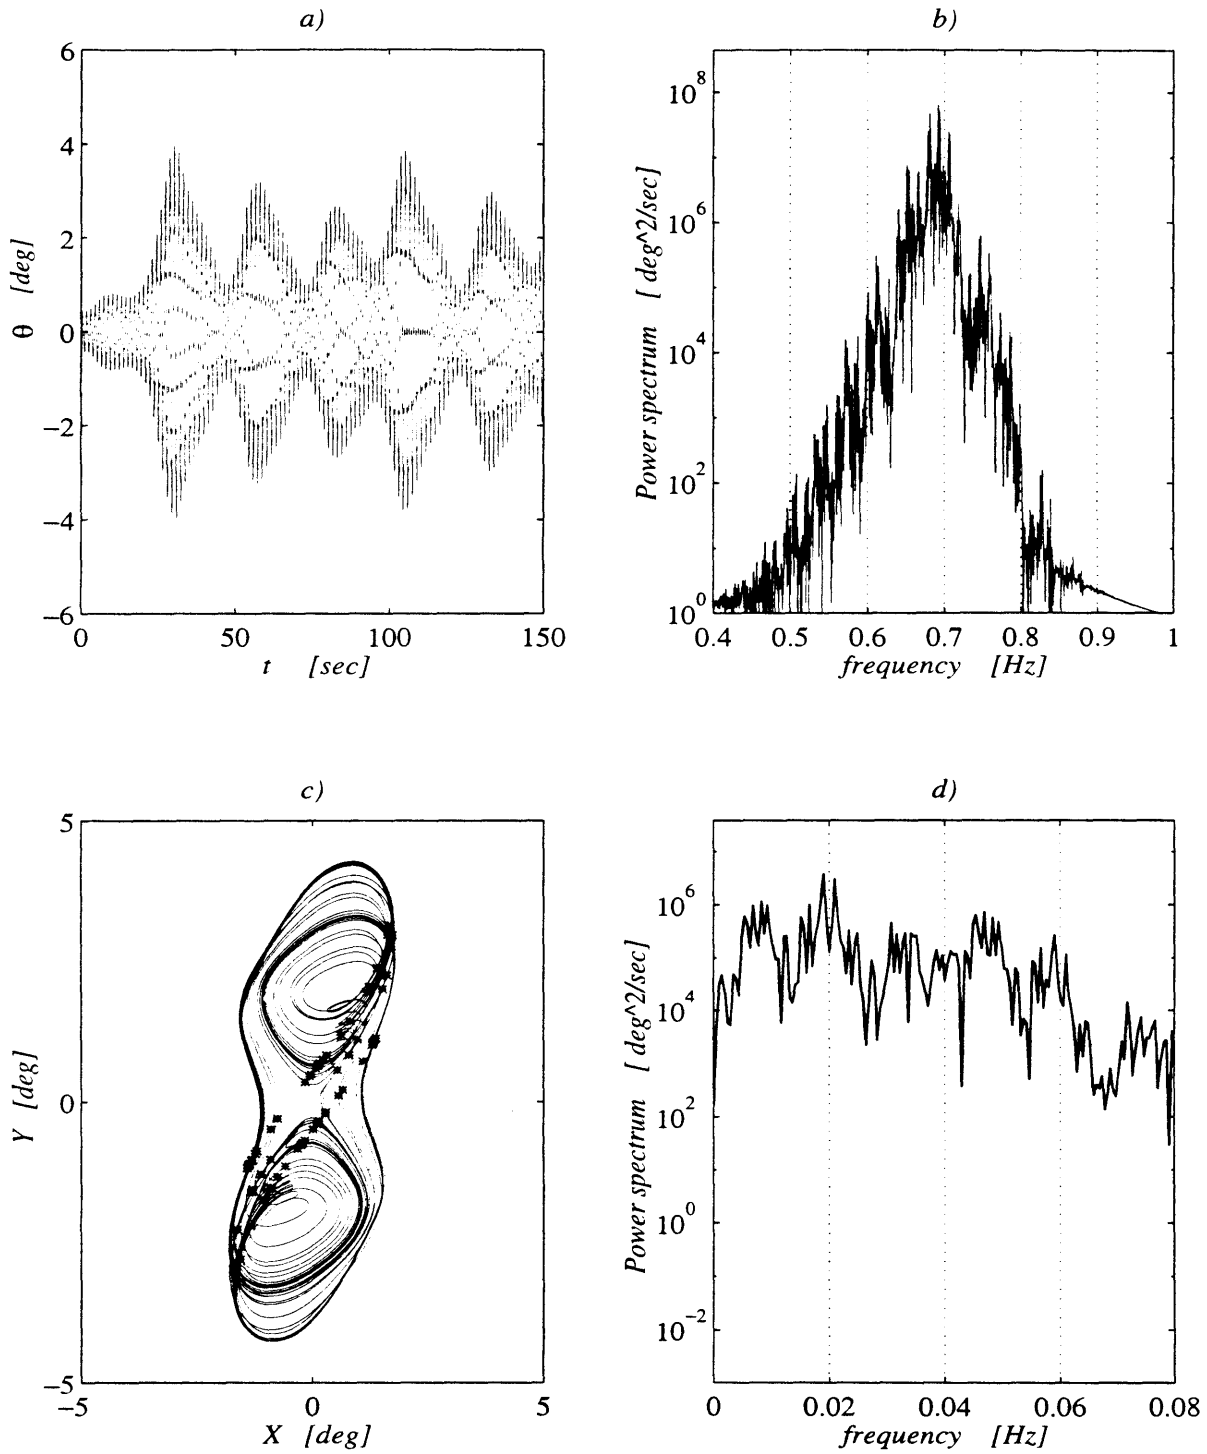 a)
6
4
2
0
−2
−4
−6
θ [deg]
0 50 100 150
t [sec]
b)
10^8
10^6
10^4
10^2
10^0
Power spectrum [ deg^2/sec]
0.4 0.5 0.6 0.7 0.8 0.9 1
frequency [Hz]
c)
5
0
−5
Y [deg]
−5 0 5
X [deg]
d)
10^6
10^4
10^2
10^0
10^−2
Power spectrum [ deg^2/sec]
0 0.02 0.04 0.06 0.08
frequency [Hz]